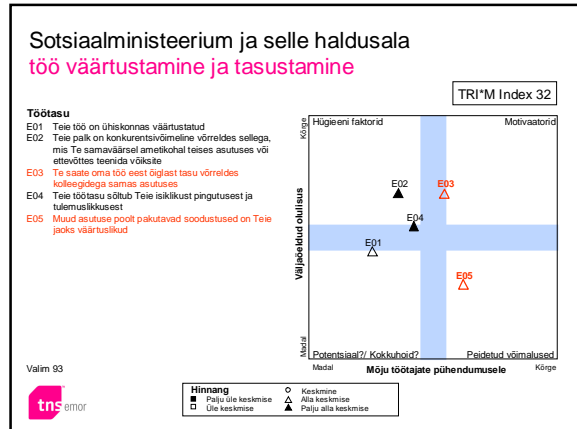 Sotsiaalministeerium ja selle haldusala
töö väärtustamine ja tasustamine
TRI*M Index 32
Töötasu
E01 Teie töö on ühiskonnas väärtustatud
E02 Teie palk on konkurentsivõimeline võrreldes sellega,
mis Te samaväärsel ametikohal teises asutuses või
ettevõttes teenida võiksite
E03 Te saate oma töö eest õiglast tasu võrreldes
kolleegidega samas asutuses
E04 Teie töötasu sõltub Teie isiklikust pingutusest ja
tulemuslikkusest
E05 Muud asutuse poolt pakutavad soodustused on Teie
jaoks väärtuslikud
Kõrge
Väljaöeldud olulisus
Madal
Hügieeni faktorid
Motivaatorid
E02
E03
E04
E01
E05
Potentsiaal?/ Kokkuhoid?
Peidetud võimalused
Madal
Mõju töötajate pühendumusele
Kõrge
Valim 93
Hinnang
Palju üle keskmise
Üle keskmise
Keskmine
Alla keskmise
Palju alla keskmise
tns emor